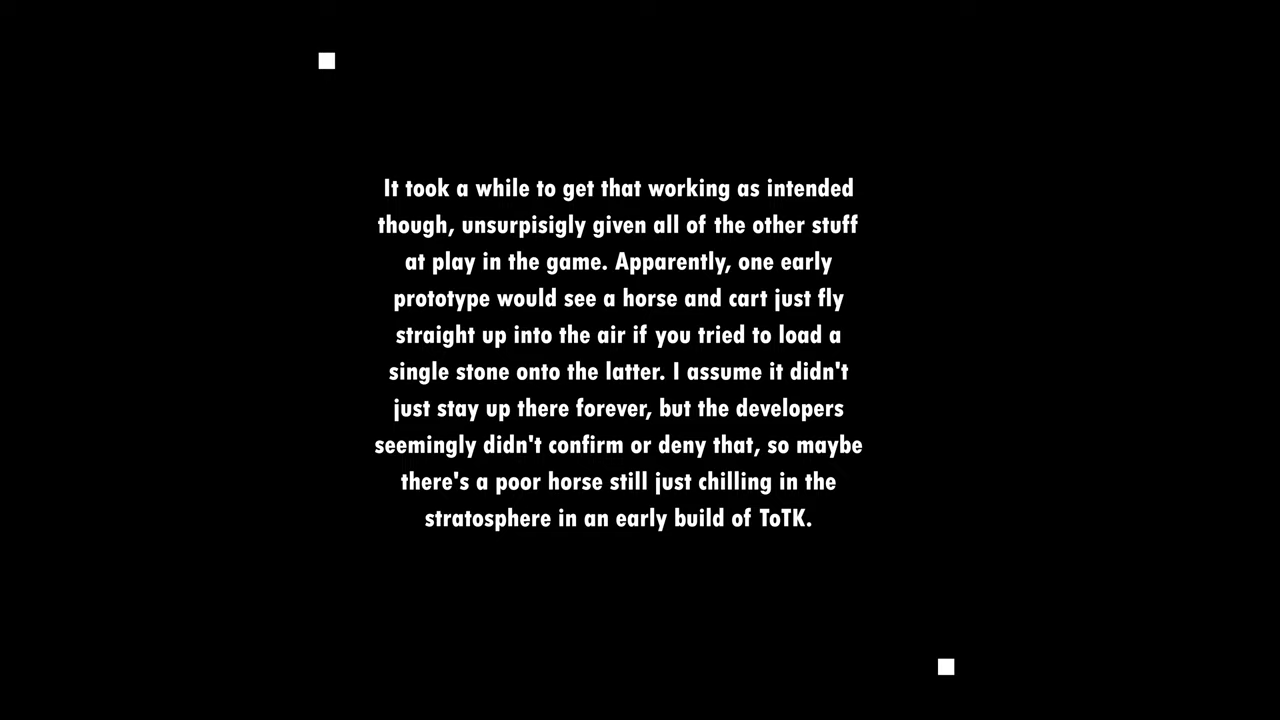 It took a while to get that working as intended
though, unsurpisigly given all of the other stuff
at play in the game. Apparently, one early
prototype would see a horse and cart just fly
straight up into the air if you tried to load a
single stone onto the latter. I assume it didn't
just stay up there forever, but the developers
seemingly didn't confirm or deny that, so maybe
there's a poor horse still just chilling in the
stratosphere in an early build of ToTK.